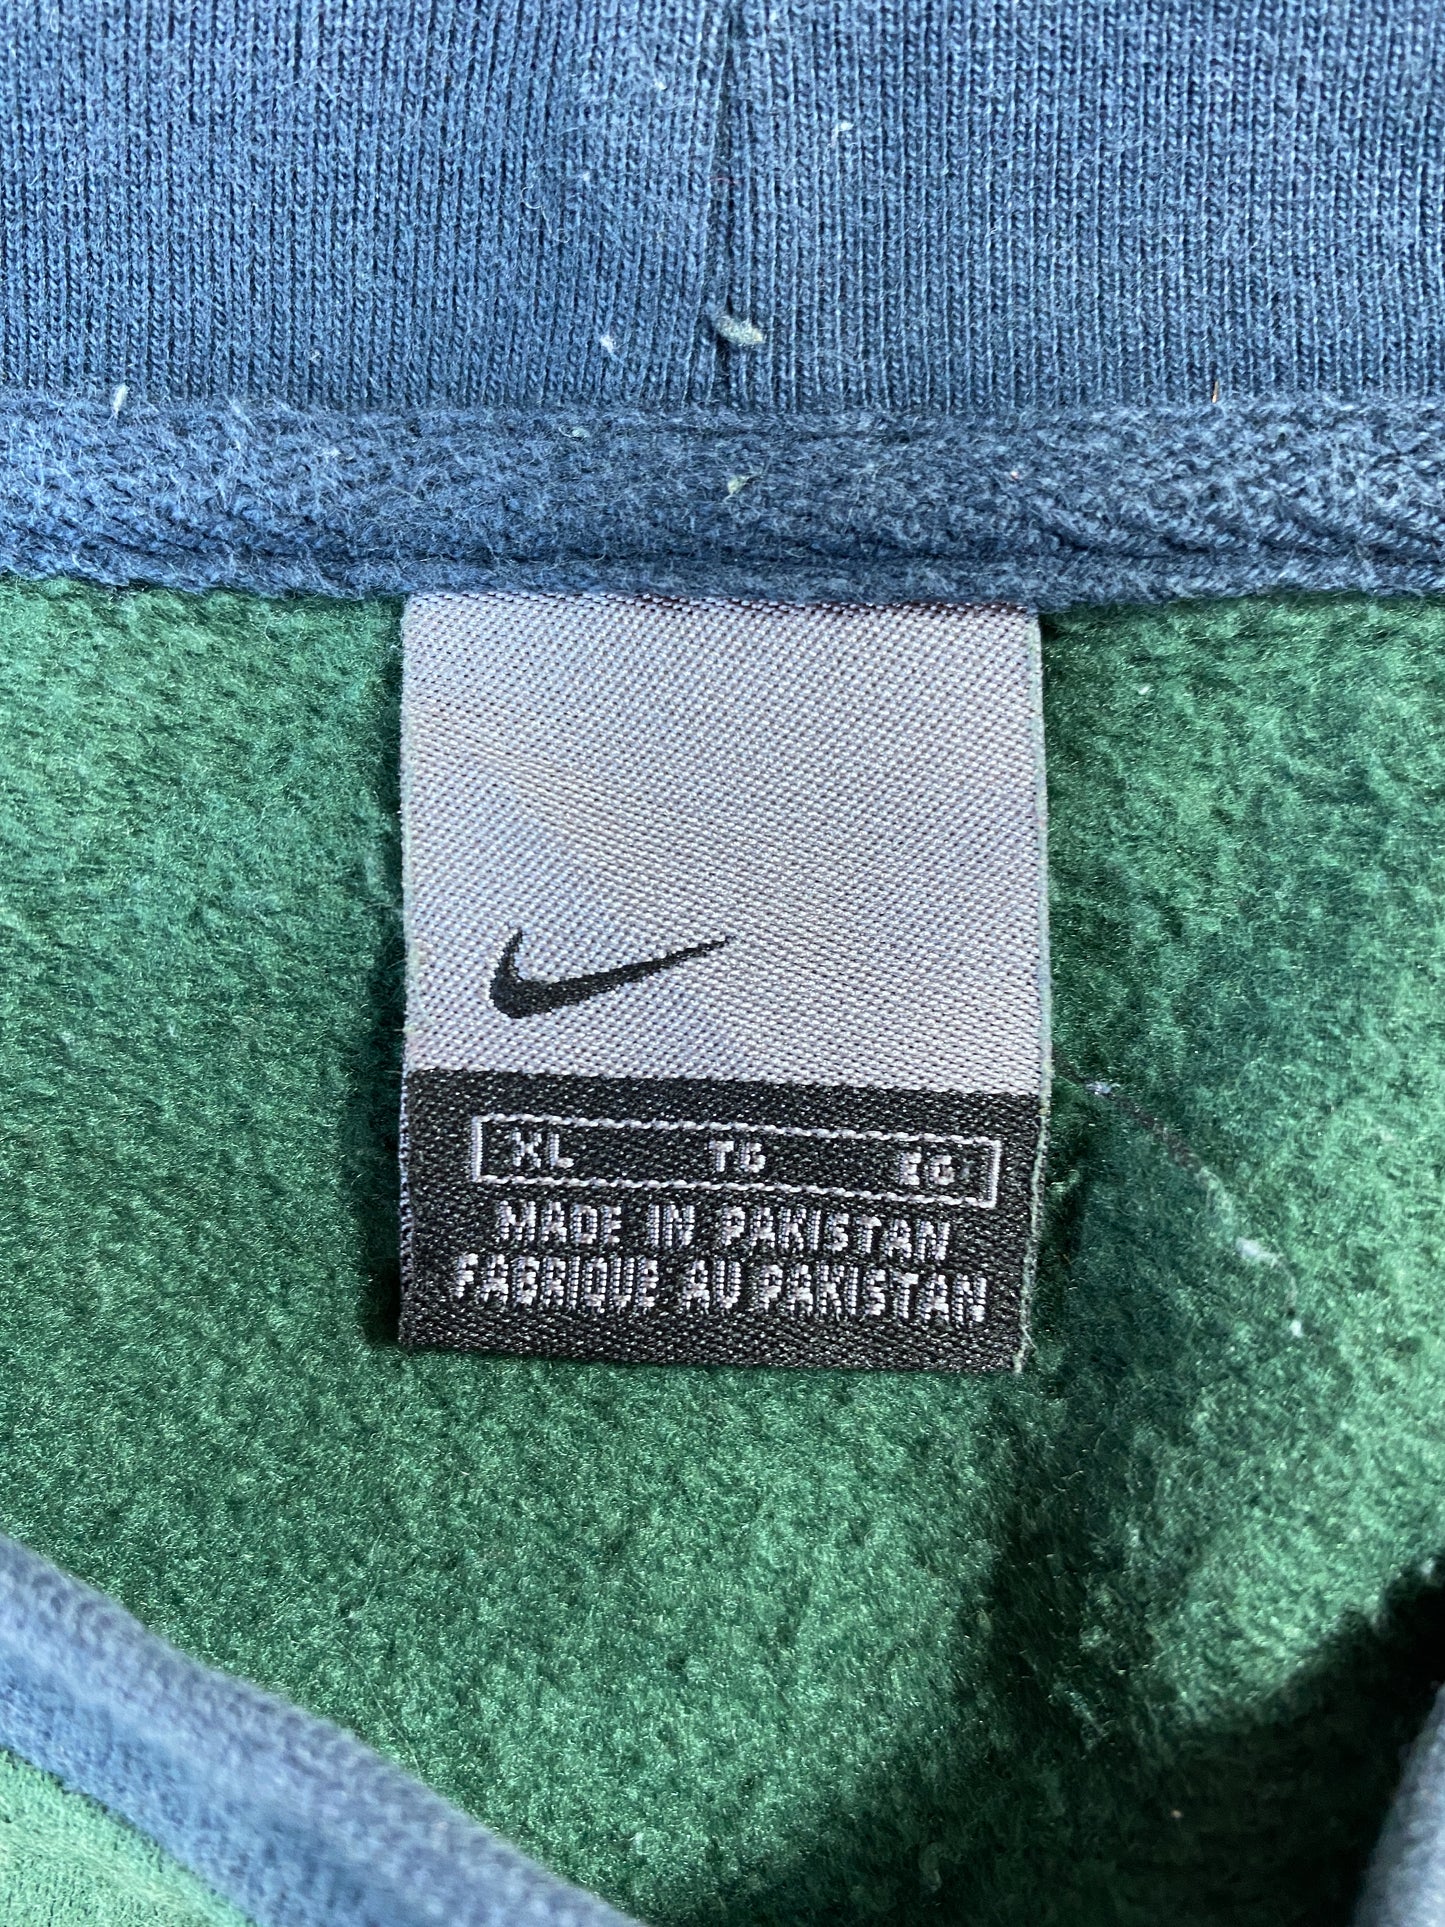 XL TG EG
MADE IN PAKISTAN
FABRIQUE AU PAKISTAN